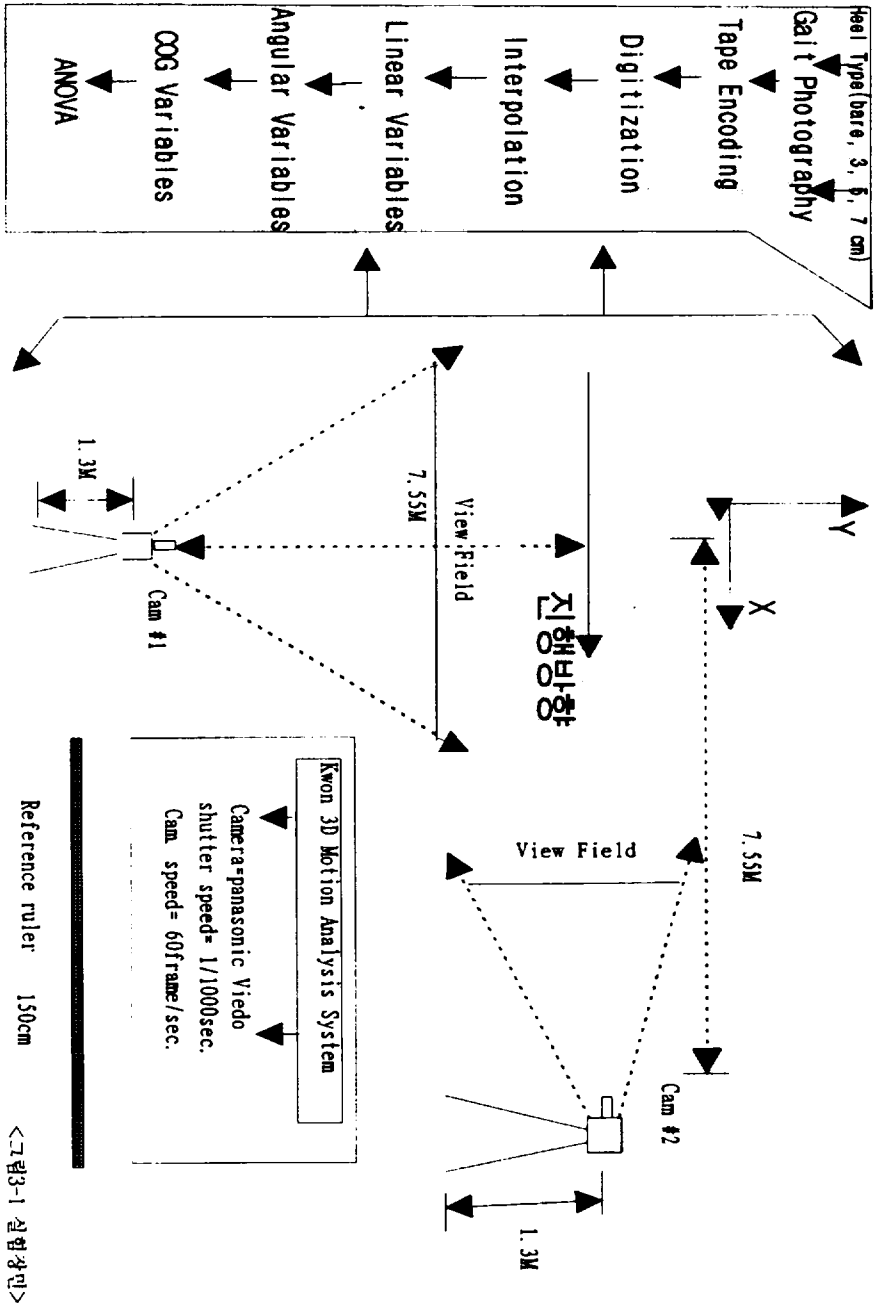 Heel Type(bare, 3, 5, 7 cm)
Gait Photography
Tape Encoding
Digitization
Interpolation
Linear Variables
Angular Variables
COG Variables
ANOVA
Y
X
7.55M
진행방향
View Field
7.55M
View Field
Cam #1
1.3M
Cam #2
1.3M
Kwon 3D Motion Analysis System
Camera=panasonic Viedo
shutter speed= 1/1000sec.
Cam. speed= 60frame/sec.
Reference ruler 150cm
<그림3-1 실험장면>